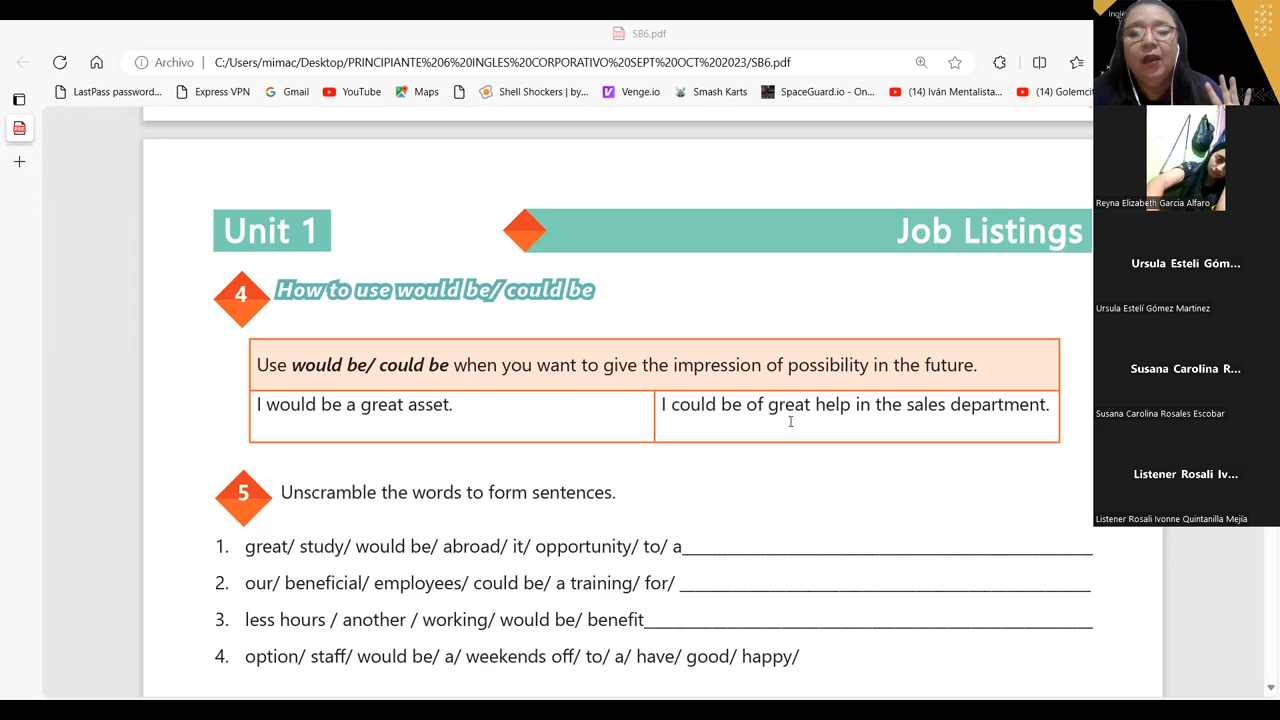 SB6.pdf
Archivo
C:/Users/mimac/Desktop/PRINCIPIANTE%206%20INGLES%20CORPORATIVO%20SEPT%20OCT%202023/SB6.pdf
LastPass password... Express VPN Gmail YouTube Maps Shell Shockers | by... Venge.io Smash Karts SpaceGuard.io - On... (14) Iván Mentalista... (14) Golemcit
Unit 1
Job Listings
4 How to use would be/ could be
Use would be/ could be when you want to give the impression of possibility in the future.
I would be a great asset.
I could be of great help in the sales department.
5 Unscramble the words to form sentences.
1. great/ study/ would be/ abroad/ it/ opportunity/ to/ a
2. our/ beneficial/ employees/ could be/ a training/ for/
3. less hours / another / working/ would be/ benefit
4. option/ staff/ would be/ a/ weekends off/ to/ a/ have/ good/ happy/
Reyna Elizabeth Garcia Alfaro
Ursula Estelí Góm...
Ursula Estelí Gómez Martinez
Susana Carolina R...
Susana Carolina Rosales Escobar
Listener Rosali Iv...
Listener Rosali Ivonne Quintanilla Mejía